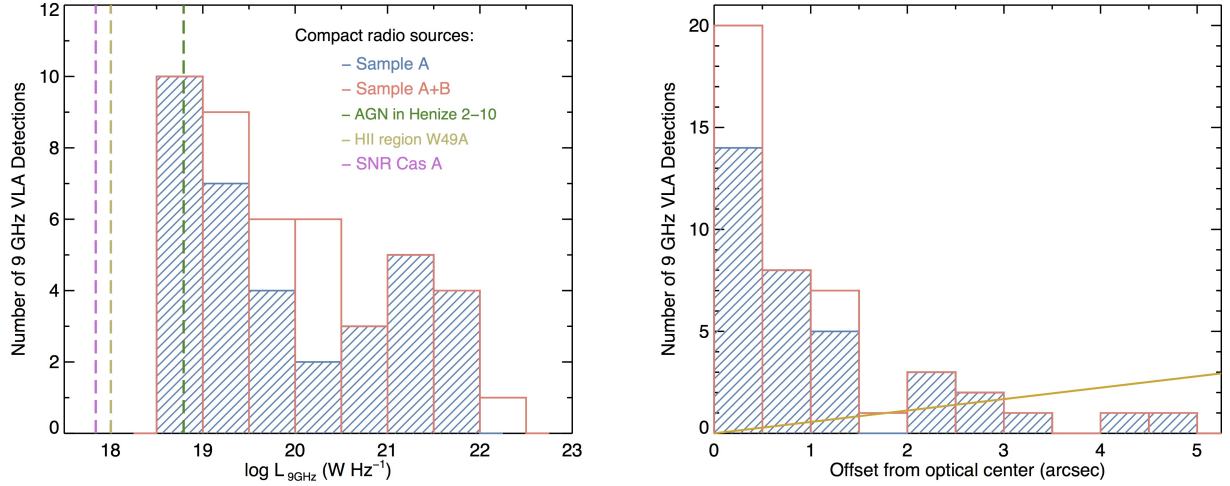 12
10
8
6
4
2
0
Number of 9 GHz VLA Detections
Compact radio sources:
– Sample A
– Sample A+B
– AGN in Henize 2–10
– HII region W49A
– SNR Cas A
18 19 20 21 22 23
log L 9GHz (W Hz⁻¹)
20
15
10
5
0
Number of 9 GHz VLA Detections
0 1 2 3 4 5
Offset from optical center (arcsec)